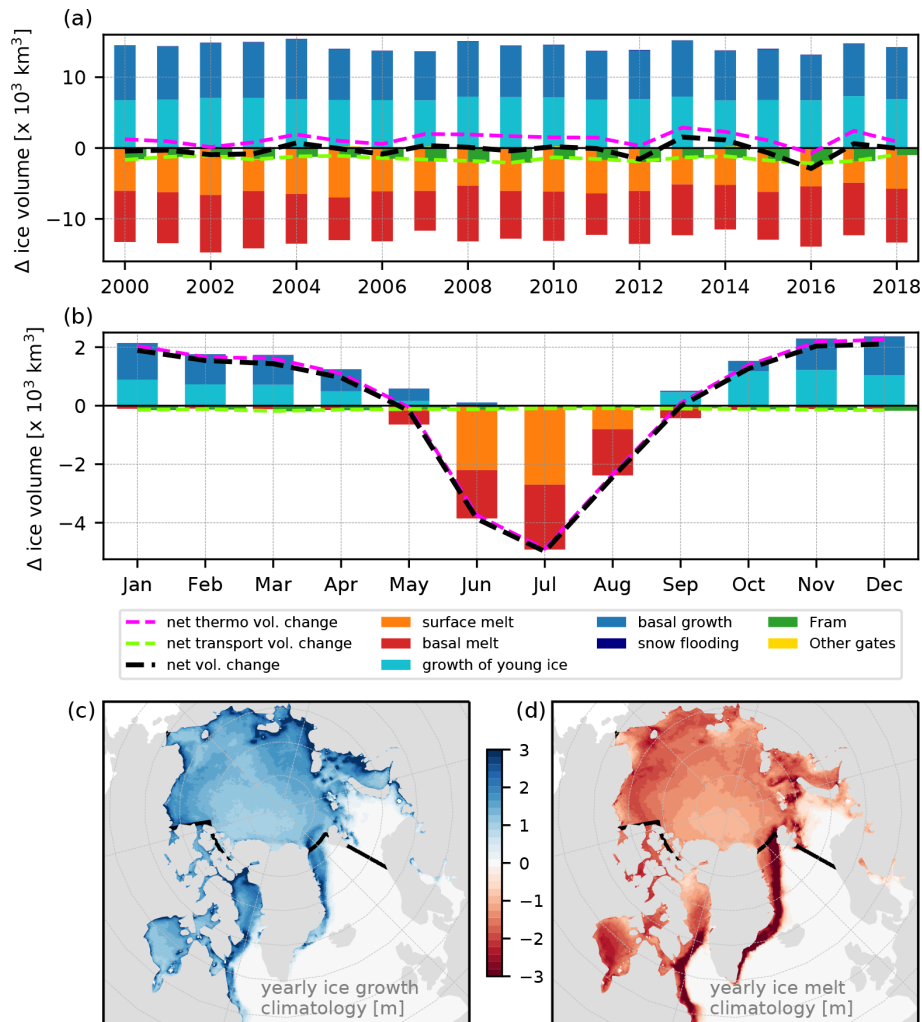 (a)
Δ ice volume [x 10³ km³]
10
0
−10
2000 2002 2004 2006 2008 2010 2012 2014 2016 2018
(b)
Δ ice volume [x 10³ km³]
2
0
−2
−4
Jan Feb Mar Apr May Jun Jul Aug Sep Oct Nov Dec
net thermo vol. change surface melt basal growth Fram
net transport vol. change basal melt snow flooding Other gates
net vol. change growth of young ice
(c) (d)
3
2
1
0
−1
−2
−3
yearly ice growth
climatology [m]
yearly ice melt
climatology [m]